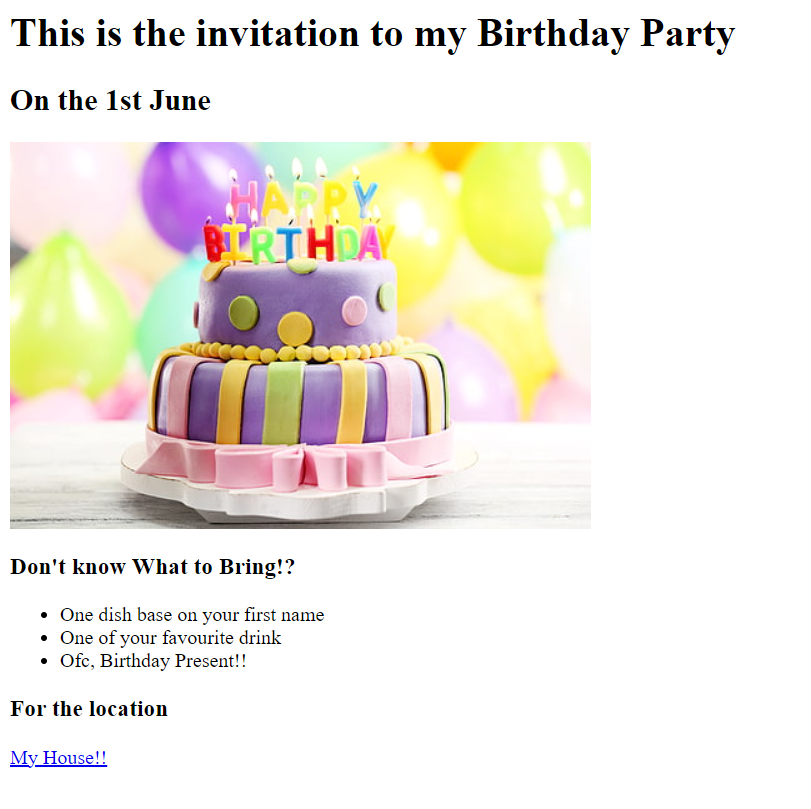 This is the invitation to my Birthday Party
On the 1st June
HAPPY
BIRTHDAY
Don't know What to Bring!?
One dish base on your first name
One of your favourite drink
Ofc, Birthday Present!!
For the location
My House!!